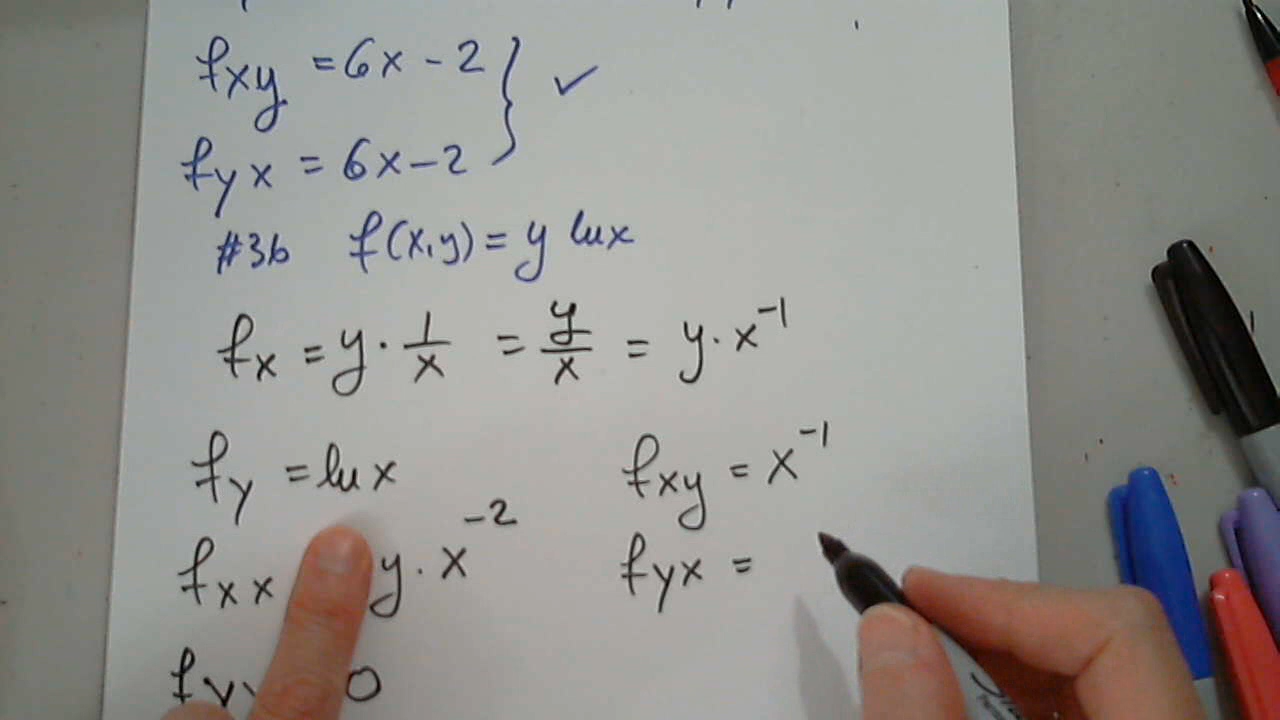 fxy = 6x - 2 } ✓
fyx = 6x - 2
#36 f(x,y) = y ln x
fx = y · 1/x = y/x = y · x^-1
fy = ln x
fxy = x^-1
fxx y · x^-2
fyx =
fyy 0